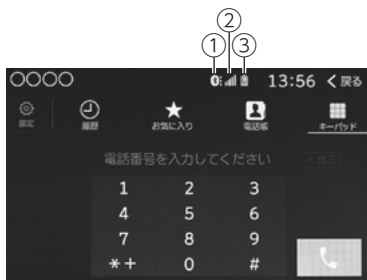 ②
① ③
○○○○ 13:56 戻る
設定 履歴 お気に入り 電話帳 キーパッド
電話番号を入力してください ×修正
1 2 3
4 5 6
7 8 9
*+ 0 #